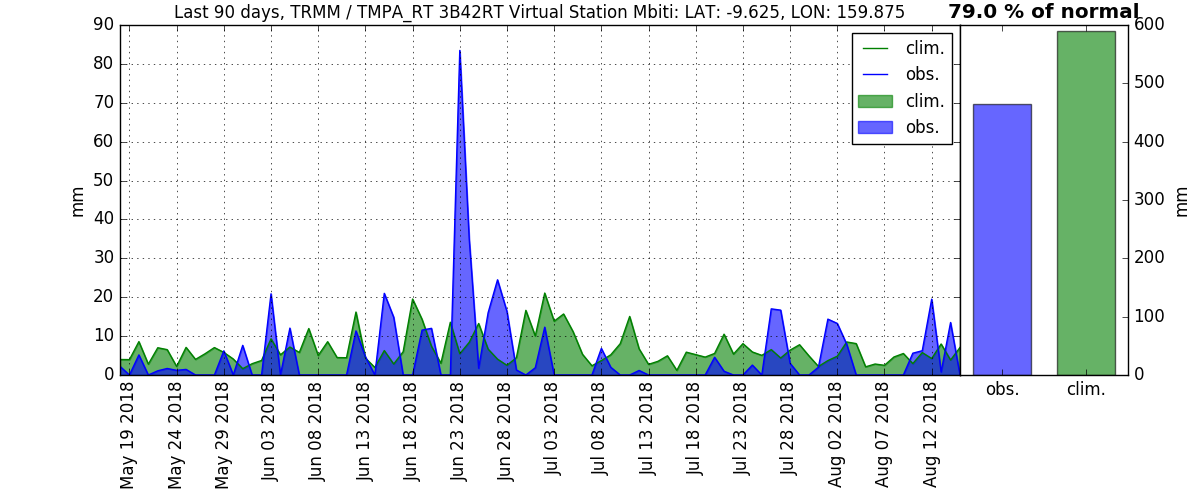 Last 90 days, TRMM / TMPA_RT 3B42RT Virtual Station Mbiti: LAT: -9.625, LON: 159.875
79.0 % of normal
90
80
70
60
50
40
30
20
10
0
mm
clim.
obs.
clim.
obs.
600
500
400
300
200
100
0
mm
obs.
clim.
May 19 2018
May 24 2018
May 29 2018
Jun 03 2018
Jun 08 2018
Jun 13 2018
Jun 18 2018
Jun 23 2018
Jun 28 2018
Jul 03 2018
Jul 08 2018
Jul 13 2018
Jul 18 2018
Jul 23 2018
Jul 28 2018
Aug 02 2018
Aug 07 2018
Aug 12 2018